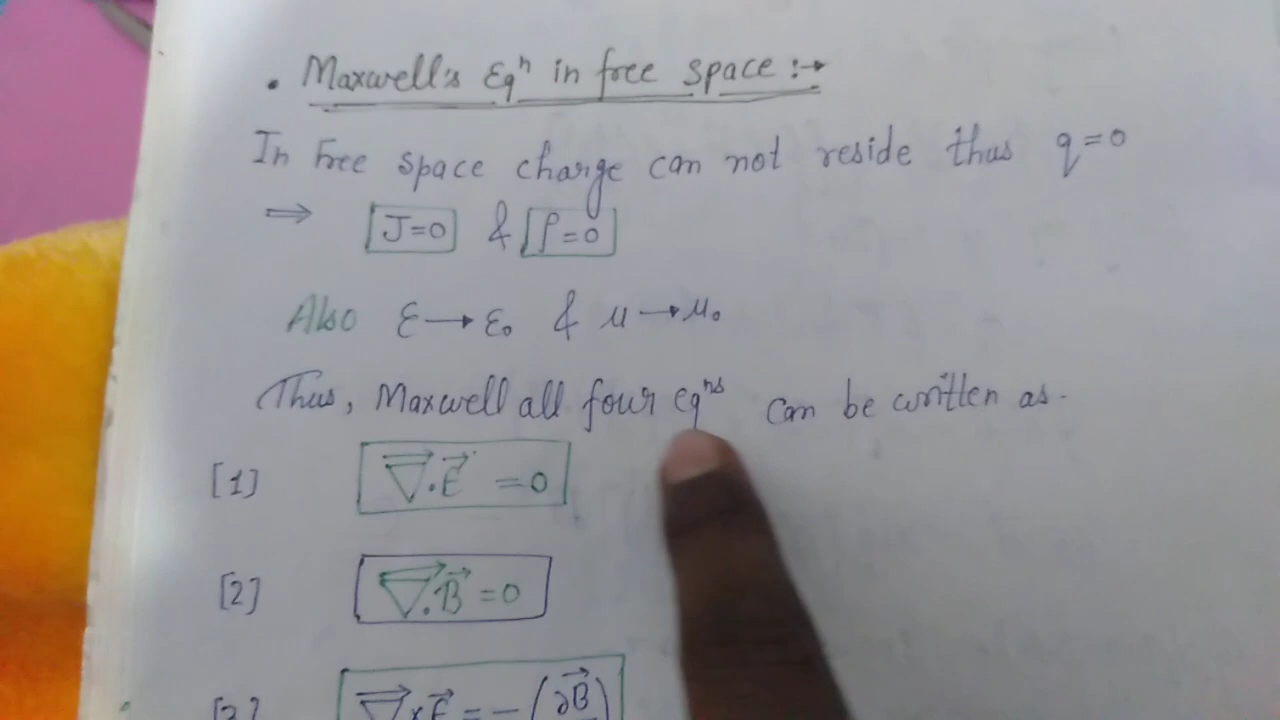 • Maxwell's Eqⁿ in free space :→
In Free space charge can not reside thus q=0
⇒ J=0 & ρ=0
Also ε→ε₀ & μ→μ₀
Thus, Maxwell all four eqⁿˢ can be written as.
[1] ∇⃗.E⃗ =0
[2] ∇⃗.B⃗ =0
[3] ∇⃗×E⃗ = -(∂B⃗)